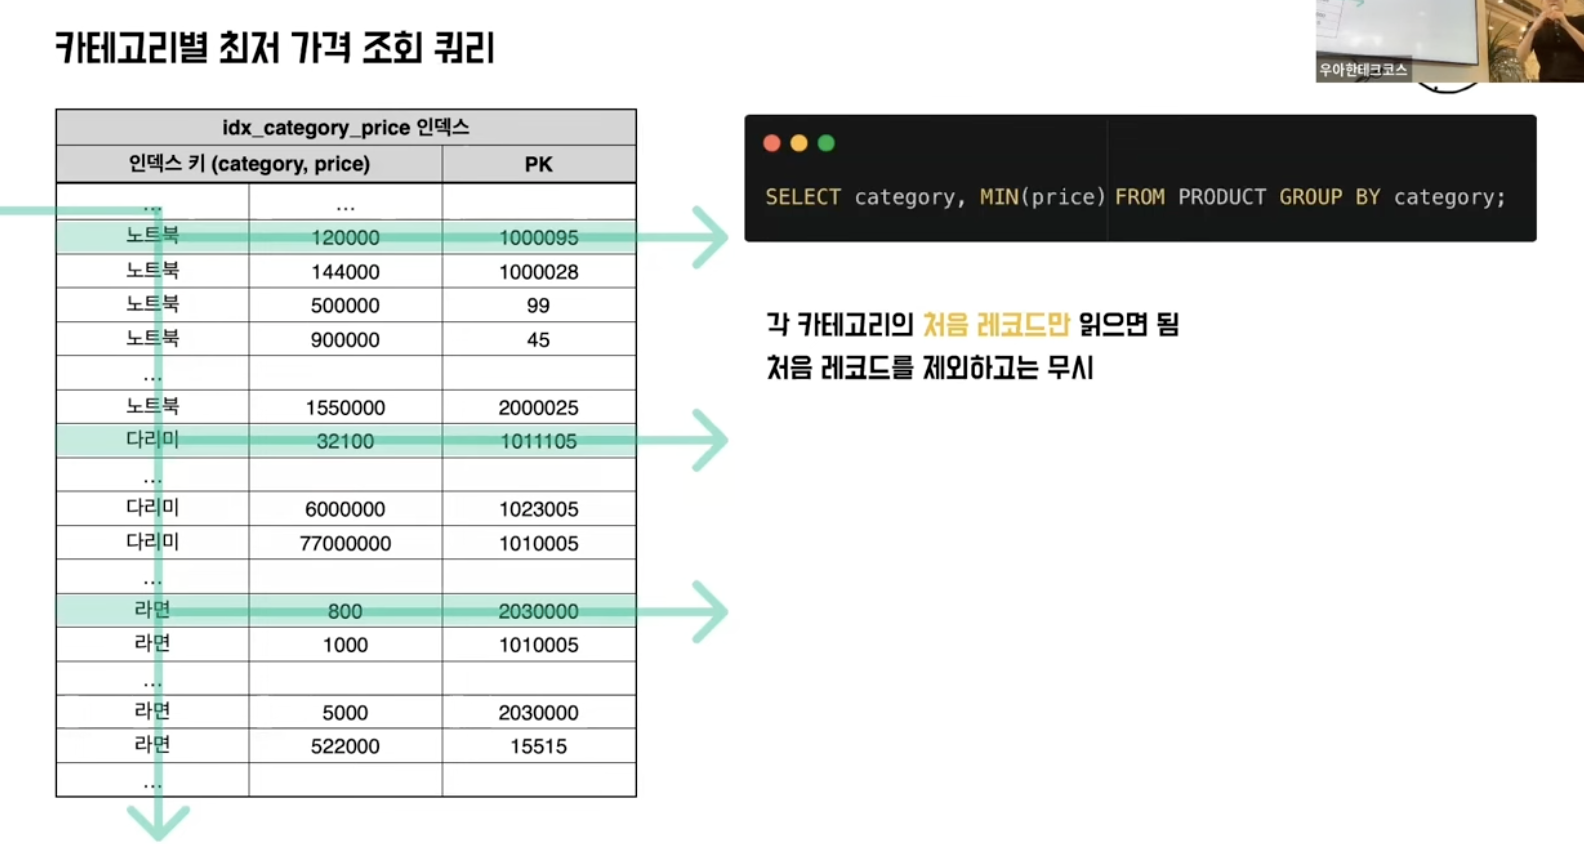 카테고리별 최저 가격 조회 쿼리
우아한테크코스
idx_category_price 인덱스
인덱스 키 (category, price) PK
... ...
노트북 120000 1000095
노트북 144000 1000028
노트북 500000 99
노트북 900000 45
...
노트북 1550000 2000025
다리미 32100 1011105
...
다리미 6000000 1023005
다리미 77000000 1010005
...
라면 800 2030000
라면 1000 1010005
...
라면 5000 2030000
라면 522000 15515
...
SELECT category, MIN(price) FROM PRODUCT GROUP BY category;
각 카테고리의 처음 레코드만 읽으면 됨
처음 레코드를 제외하고는 무시